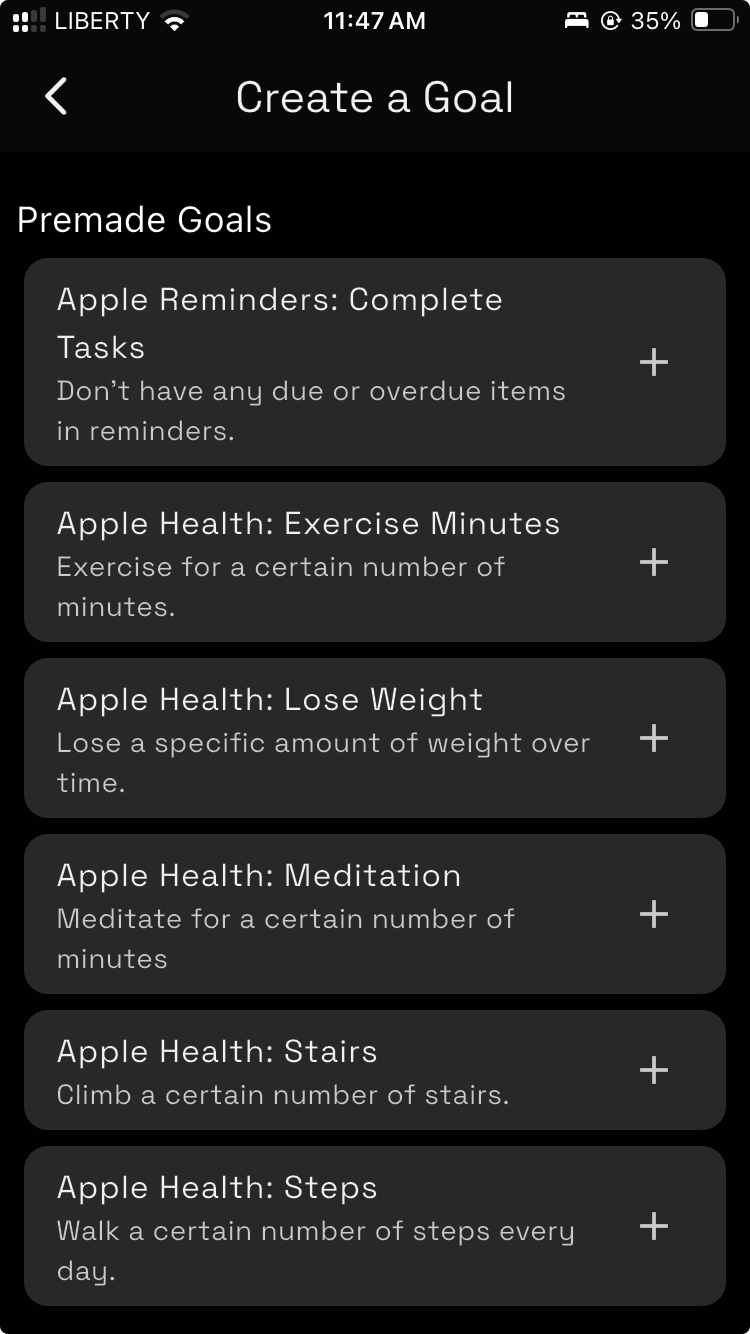 LIBERTY 11:47 AM 35%
Create a Goal
Premade Goals
Apple Reminders: Complete
Tasks
Don't have any due or overdue items
in reminders.
Apple Health: Exercise Minutes
Exercise for a certain number of
minutes.
Apple Health: Lose Weight
Lose a specific amount of weight over
time.
Apple Health: Meditation
Meditate for a certain number of
minutes
Apple Health: Stairs
Climb a certain number of stairs.
Apple Health: Steps
Walk a certain number of steps every
day.